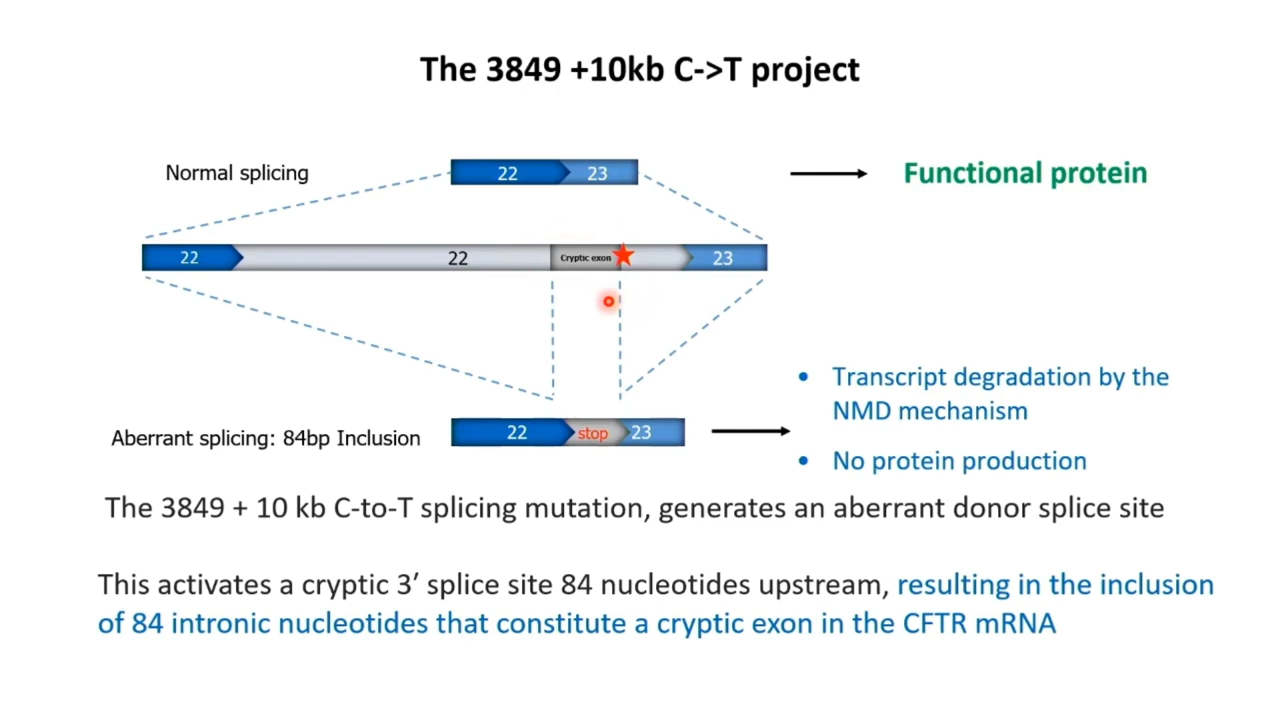 The 3849 +10kb C->T project
Normal splicing
22
23
Functional protein
22
22
Cryptic exon
23
Aberrant splicing: 84bp Inclusion
22
stop
23
• Transcript degradation by the
NMD mechanism
• No protein production
The 3849 + 10 kb C-to-T splicing mutation, generates an aberrant donor splice site
This activates a cryptic 3′ splice site 84 nucleotides upstream, resulting in the inclusion
of 84 intronic nucleotides that constitute a cryptic exon in the CFTR mRNA